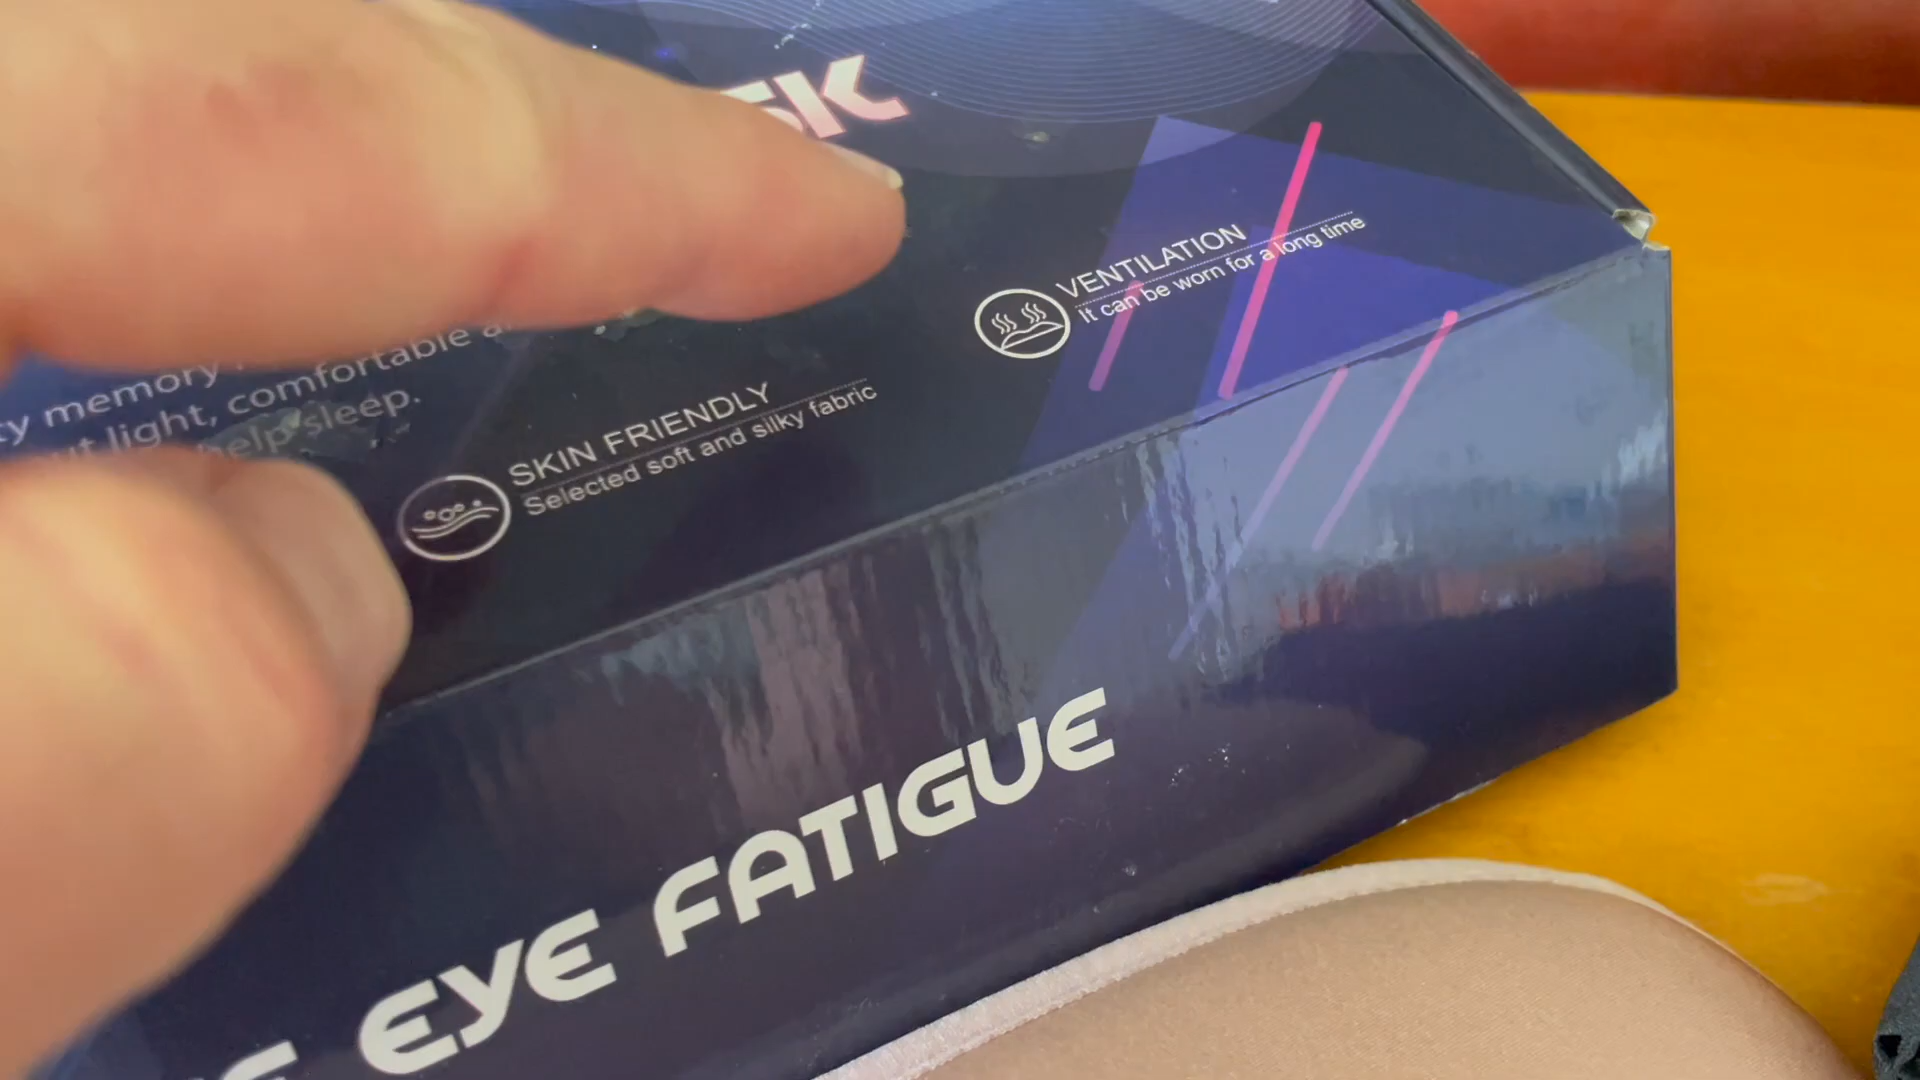 SK
VENTILATION
It can be worn for a long time
memory
light, comfortable
help sleep.
SKIN FRIENDLY
Selected soft and silky fabric
EYE FATIGUE